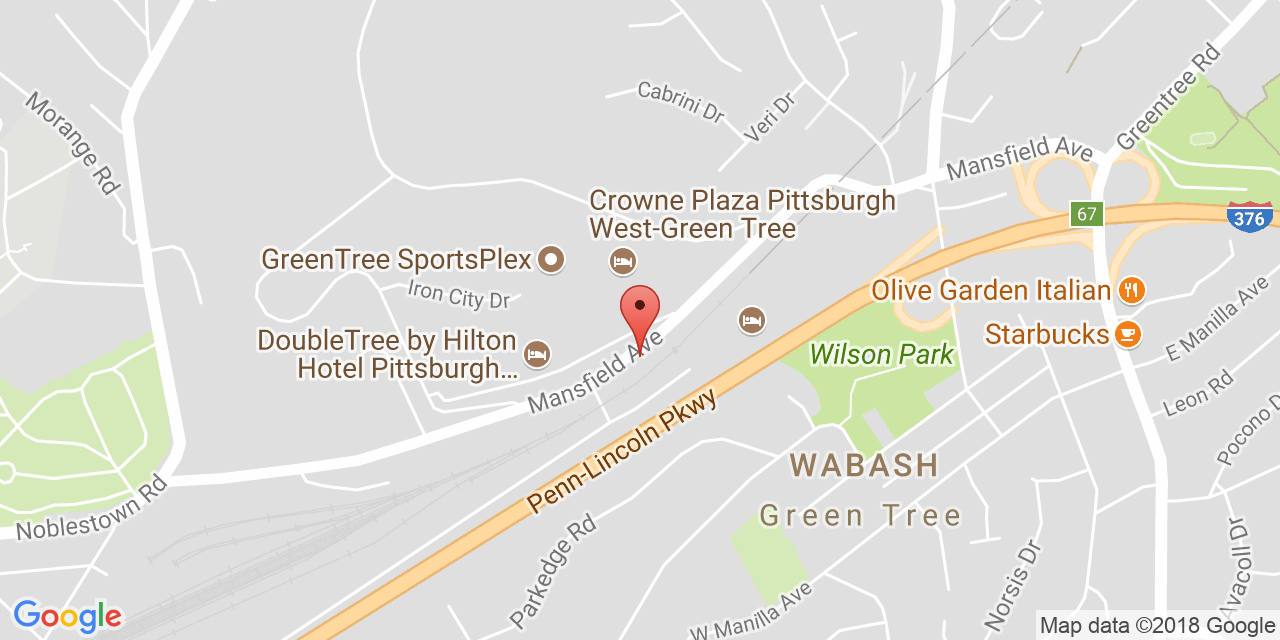 Greentree Rd
Cabrini Dr
Veri Dr
Morange Rd
Mansfield Ave
Crowne Plaza Pittsburgh
West-Green Tree
67
376
GreenTree SportsPlex
Iron City Dr
Olive Garden Italian
Starbucks
E Manilla Ave
DoubleTree by Hilton
Hotel Pittsburgh...
Mansfield Ave
Wilson Park
Leon Rd
Pocono D
Penn-Lincoln Pkwy
WABASH
Green Tree
Noblestown Rd
Parkedge Rd
Norsis Dr
Avacoll Dr
W Manilla Ave
Google
Map data ©2018 Google